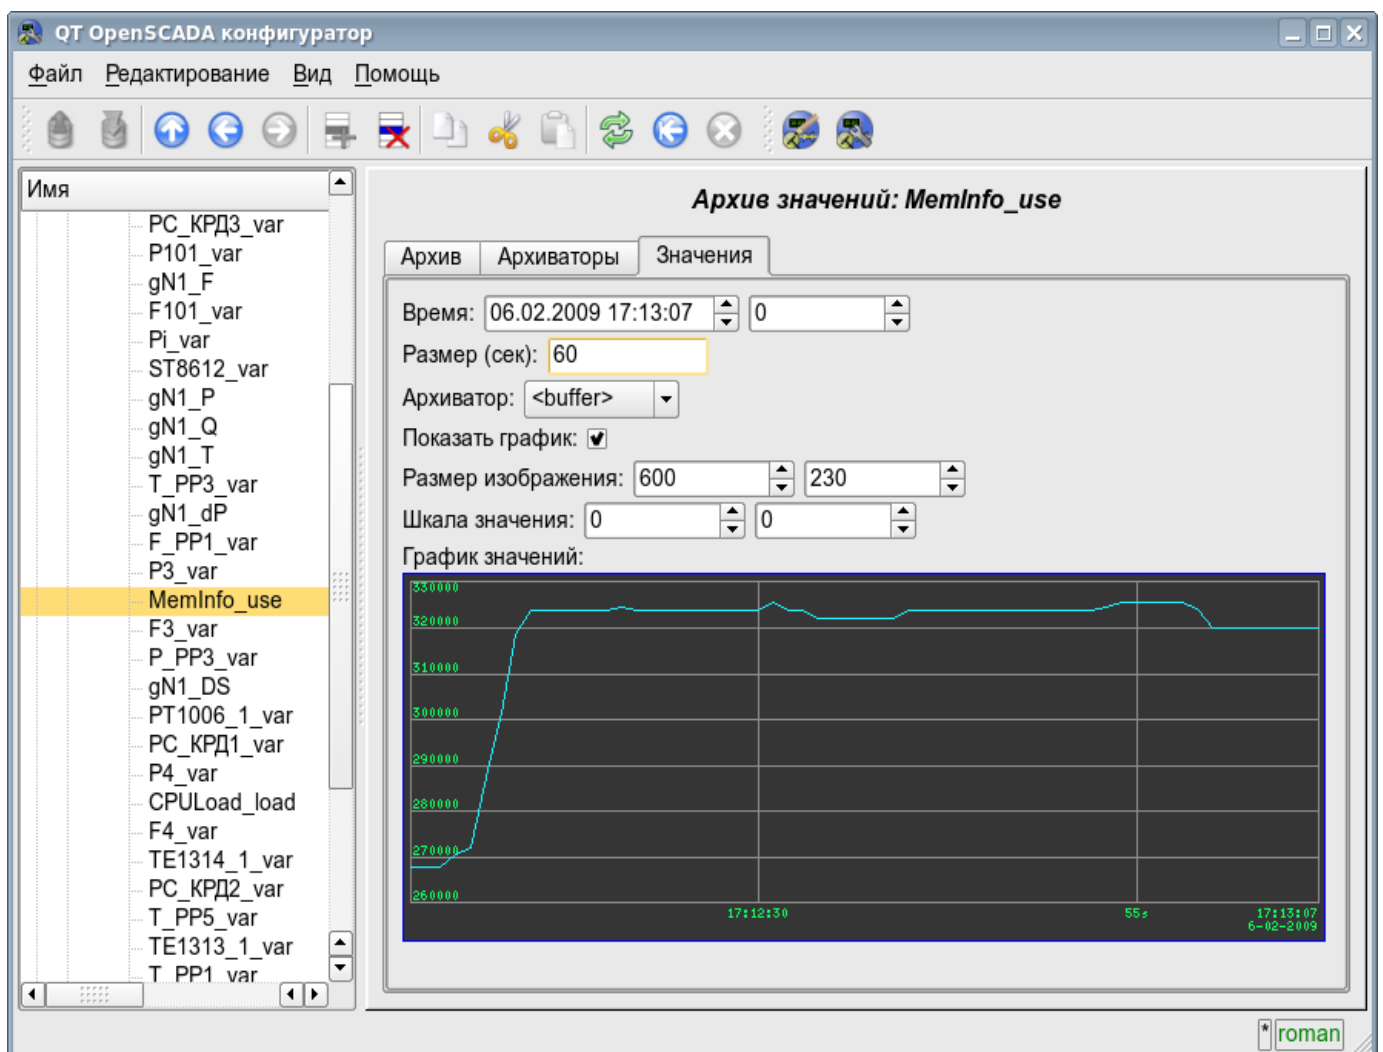 QT OpenSCADA конфигуратор
Файл Редактирование Вид Помощь
Имя
PC_КРД3_var
P101_var
gN1_F
F101_var
Pi_var
ST8612_var
gN1_P
gN1_Q
gN1_T
T_PP3_var
gN1_dP
F_PP1_var
P3_var
MemInfo_use
F3_var
P_PP3_var
gN1_DS
PT1006_1_var
PC_КРД1_var
P4_var
CPULoad_load
F4_var
TE1314_1_var
PC_КРД2_var
T_PP5_var
TE1313_1_var
T_PP1_var
Архив значений: MemInfo_use
Архив Архиваторы Значения
Время: 06.02.2009 17:13:07 0
Размер (сек): 60
Архиватор: <buffer>
Показать график:
Размер изображения: 600 230
Шкала значения: 0 0
График значений:
330000
320000
310000
300000
290000
280000
270000
260000
17:12:30 55s 17:13:07
6-02-2009
* roman